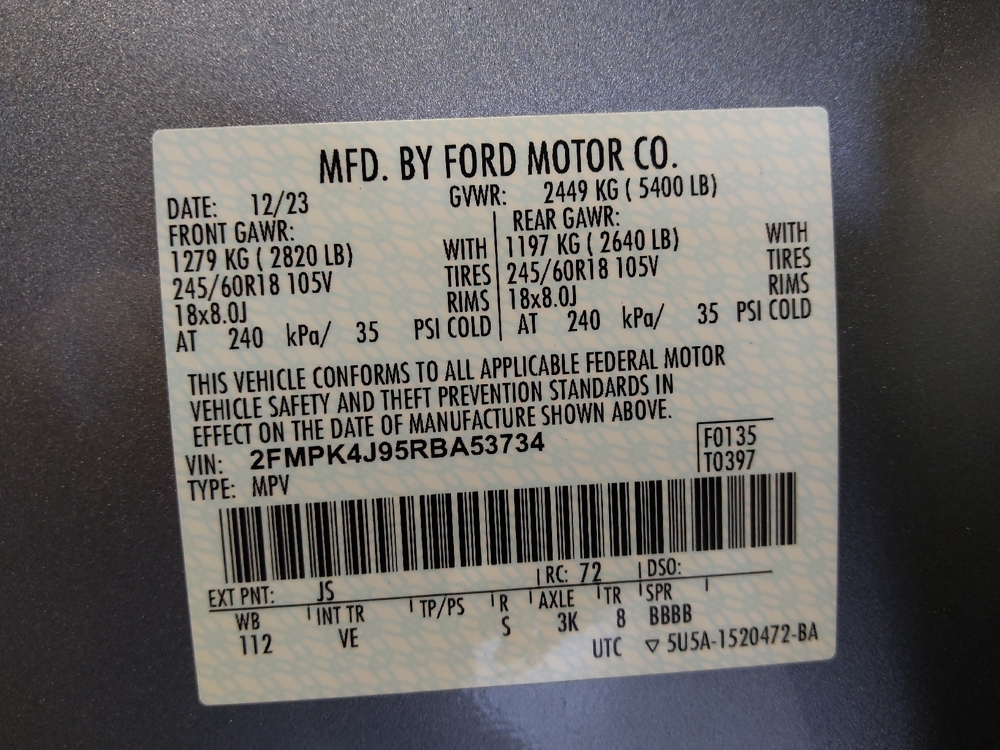 MFD. BY FORD MOTOR CO.
DATE: 12/23 GVWR: 2449 KG ( 5400 LB)
FRONT GAWR: REAR GAWR:
1279 KG ( 2820 LB) WITH 1197 KG ( 2640 LB) WITH
245/60R18 105V TIRES 245/60R18 105V TIRES
18x8.0J RIMS 18x8.0J RIMS
AT 240 kPa/ 35 PSI COLD AT 240 kPa/ 35 PSI COLD
THIS VEHICLE CONFORMS TO ALL APPLICABLE FEDERAL MOTOR
VEHICLE SAFETY AND THEFT PREVENTION STANDARDS IN
EFFECT ON THE DATE OF MANUFACTURE SHOWN ABOVE.
VIN: 2FMPK4J95RBA53734 F0135
TYPE: MPV T0397
EXT PNT: JS RC: 72 DSO:
WB INT TR TP/PS R AXLE TR SPR
112 VE S 3K 8 BBBB
UTC ▽ 5U5A-1520472-BA